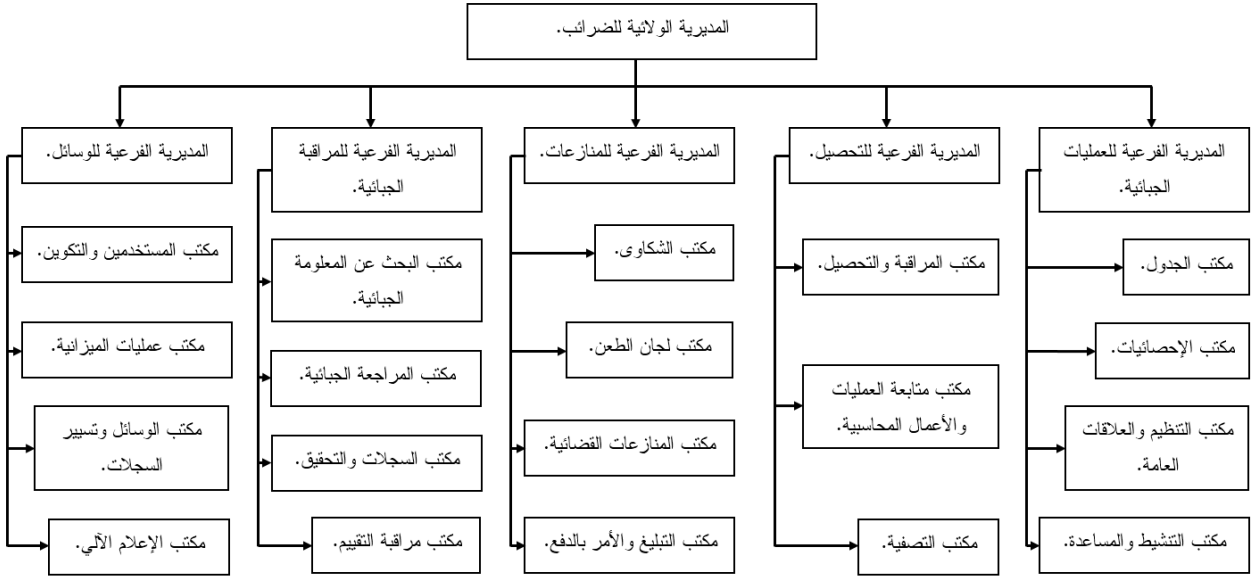 المديرية الولائية للضرائب.
المديرية الفرعية للعمليات
الجبائية.
مكتب الجدول.
مكتب الإحصائيات.
مكتب التنظيم والعلاقات
العامة.
مكتب التنشيط والمساعدة.
المديرية الفرعية للتحصيل.
مكتب المراقبة والتحصيل.
مكتب متابعة العمليات
والأعمال المحاسبية.
مكتب التصفية.
المديرية الفرعية للمنازعات.
مكتب الشكاوى.
مكتب لجان الطعن.
مكتب المنازعات القضائية.
مكتب التبليغ والأمر بالدفع.
المديرية الفرعية للمراقبة
الجبائية.
مكتب البحث عن المعلومة
الجبائية.
مكتب المراجعة الجبائية.
مكتب السجلات والتحقيق.
مكتب مراقبة التقييم.
المديرية الفرعية للوسائل.
مكتب المستخدمين والتكوين.
مكتب عمليات الميزانية.
مكتب الوسائل وتسيير
السجلات.
مكتب الإعلام الآلي.